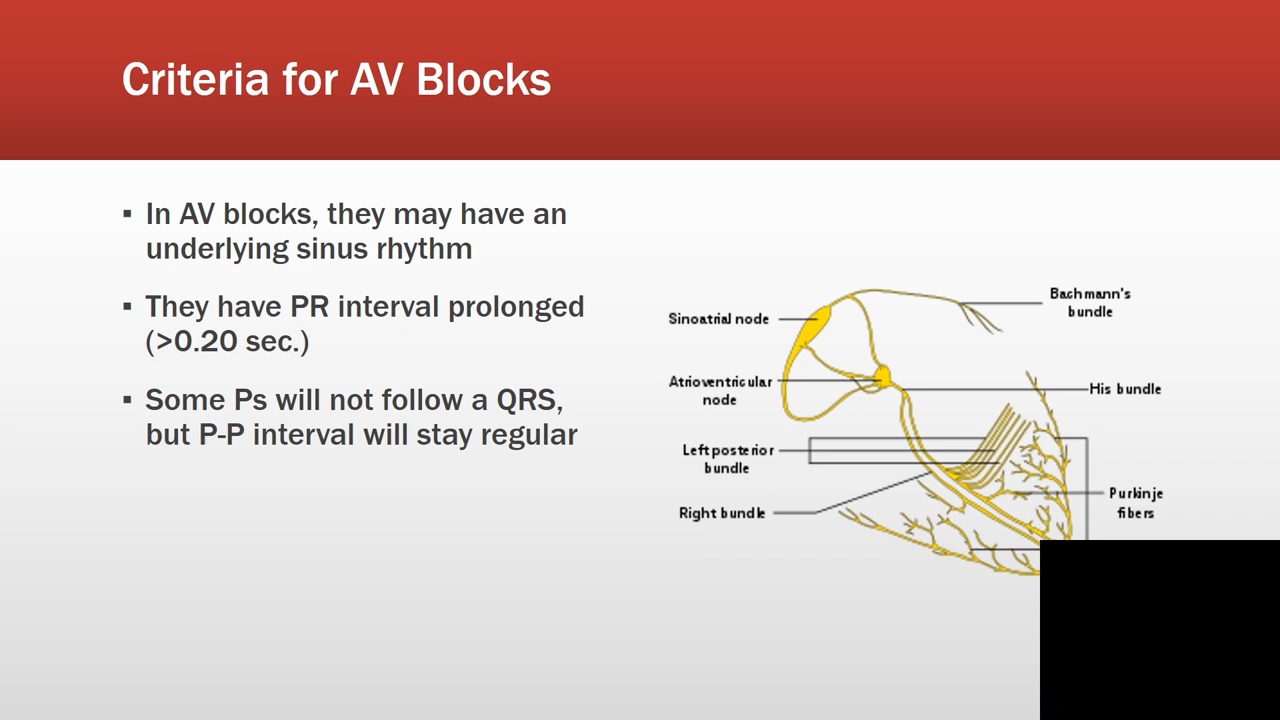 Criteria for AV Blocks
▪ In AV blocks, they may have an
underlying sinus rhythm
▪ They have PR interval prolonged
(>0.20 sec.)
▪ Some Ps will not follow a QRS,
but P-P interval will stay regular
Bachmann's
bundle
Sinoatrial node
Atrioventricular
node
His bundle
Left posterior
bundle
Purkinje
fibers
Right bundle